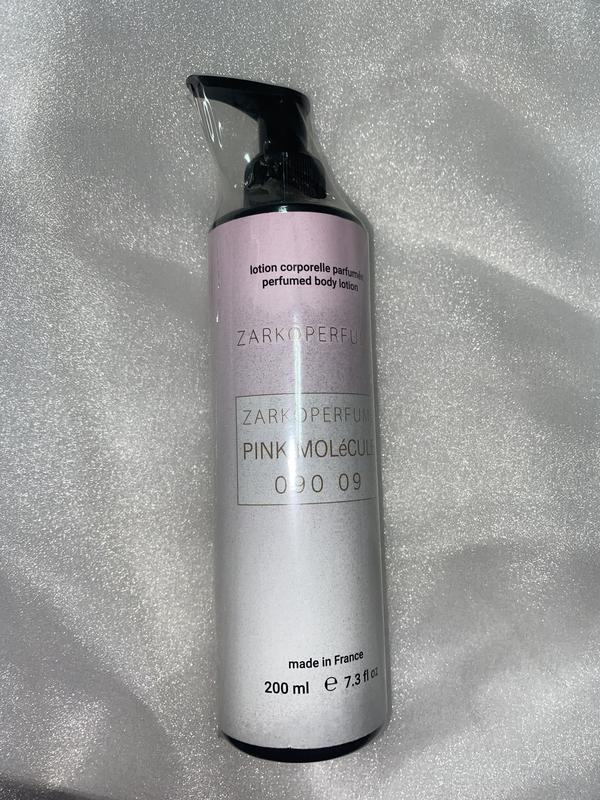 lotion corporelle parfumée
perfumed body lotion
ZARKOPERFU
ZARKOPERFUM
PINK MOLéCUL
090 09
made in France
200 ml ℮ 7.3 fl oz